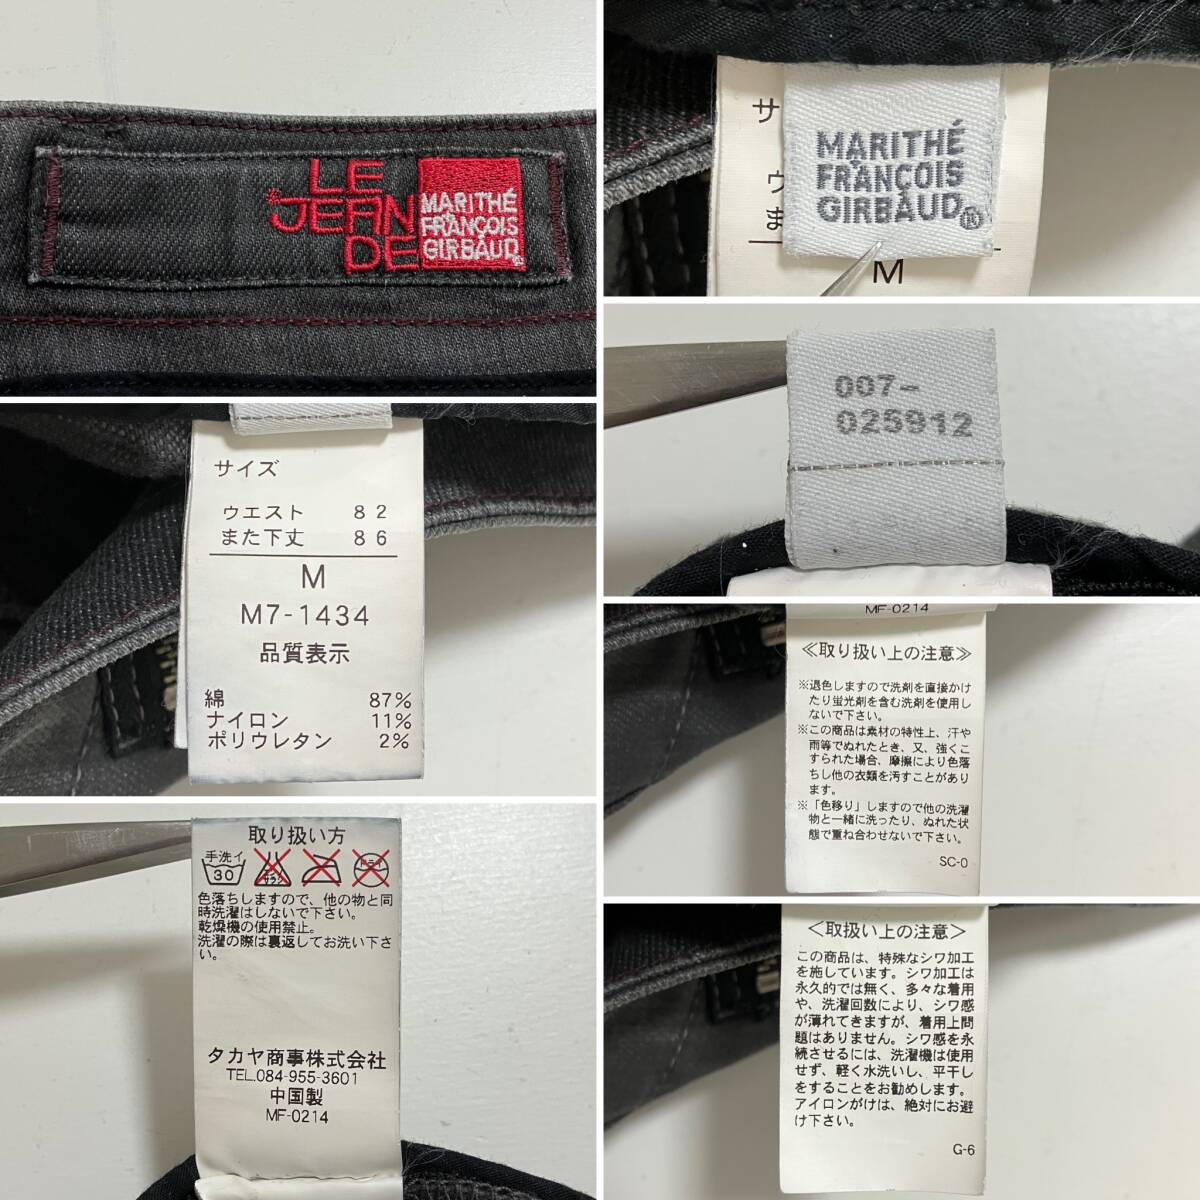 LE
JEAN
DE
MARITHÉ
FRANÇOIS
GIRBAUD
サ
ウ
ま
MARITHÉ
FRANÇOIS
GIRBAUD®
M
007-
025912
サイズ
ウエスト 82
また下丈 86
M
M7-1434
品質表示
綿 87%
ナイロン 11%
ポリウレタン 2%
MF-0214
≪取り扱い上の注意≫
※退色しますので洗剤を直接かけ
たり蛍光剤を含む洗剤を使用し
ないで下さい。
※この商品は素材の特性上、汗や
雨等でぬれたとき、又、強くこ
すられた場合、摩擦により色落
ちし他の衣類を汚すことがあり
ます。
※「色移り」しますので他の洗濯
物と一緒に洗ったり、ぬれた状
態で重ね合わせないで下さい。
SC-0
取り扱い方
手洗イ
30
エンソサラシ
ドライ
色落ちしますので、他の物と同
時洗濯はしないで下さい。
乾燥機の使用禁止。
洗濯の際は裏返してお洗い下さ
い。
タカヤ商事株式会社
TEL.084-955-3601
中国製
MF-0214
＜取扱い上の注意＞
この商品は、特殊なシワ加工
を施しています。シワ加工は
永久的では無く、多々な着用
や、洗濯回数により、シワ感
が薄れてきますが、着用上問
題はありません。シワ感を永
続させるには、洗濯機は使用
せず、軽く水洗いし、平干し
をすることをお勧めします。
アイロンがけは、絶対にお避
け下さい。
G-6